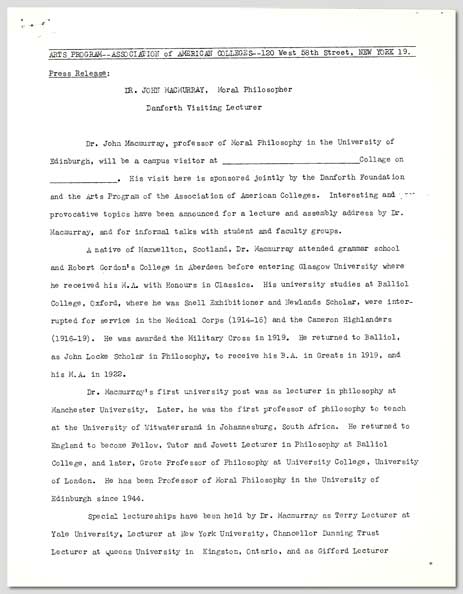 ARTS PROGRAM--ASSOCIATION of AMERICAN COLLEGES--120 West 58th Street, NEW YORK 19.
Press Release:
DR. JOHN MACMURRAY, Moral Philosopher
Danforth Visiting Lecturer
Dr. John Macmurray, professor of Moral Philosophy in the University of
Edinburgh, will be a campus visitor at ____________________College on
__________. His visit here is sponsored jointly by the Danforth Foundation
and the Arts Program of the Association of American Colleges. Interesting and
provocative topics have been announced for a lecture and assembly address by Dr.
Macmurray, and for informal talks with student and faculty groups.
A native of Maxwellton, Scotland, Dr. Macmurray attended grammar school
and Robert Gordon's College in Aberdeen before entering Glasgow University where
he received his M.A. with Honours in Classics. His university studies at Balliol
College, Oxford, where he was Snell Exhibitioner and Newlands Scholar, were inter-
rupted for service in the Medical Corps (1914-16) and the Cameron Highlanders
(1916-19). He was awarded the Military Cross in 1919. He returned to Balliol,
as John Locke Scholar in Philosophy, to receive his B.A. in Greats in 1919, and
his M.A. in 1922.
Dr. Macmurray's first university post was as lecturer in philosophy at
Manchester University. Later, he was the first professor of philosophy to teach
at the University of Witwatersrand in Johannesburg, South Africa. He returned to
England to become Fellow, Tutor and Jowett Lecturer in Philosophy at Balliol
College, and later, Grote Professor of Philosophy at University College, University
of London. He has been Professor of Moral Philosophy in the University of
Edinburgh since 1944.
Special lectureships have been held by Dr. Macmurray as Terry Lecturer at
Yale University, Lecturer at New York University, Chancellor Dunning Trust
Lecturer at Queens University in Kingston, Ontario, and as Gifford Lecturer